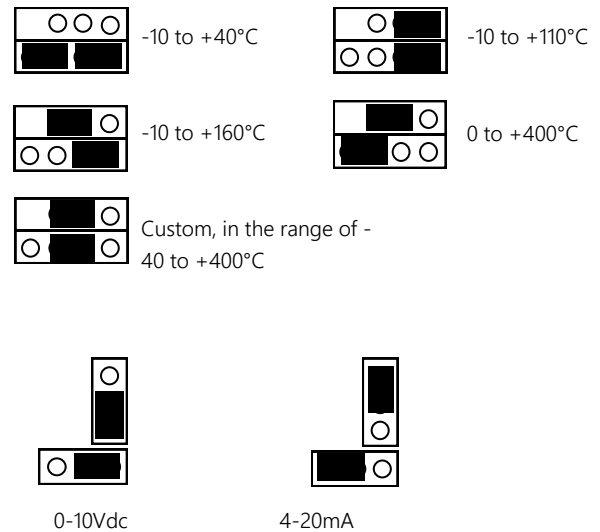 -10 to +40°C
-10 to +110°C
-10 to +160°C
0 to +400°C
Custom, in the range of -
40 to +400°C
0-10Vdc
4-20mA